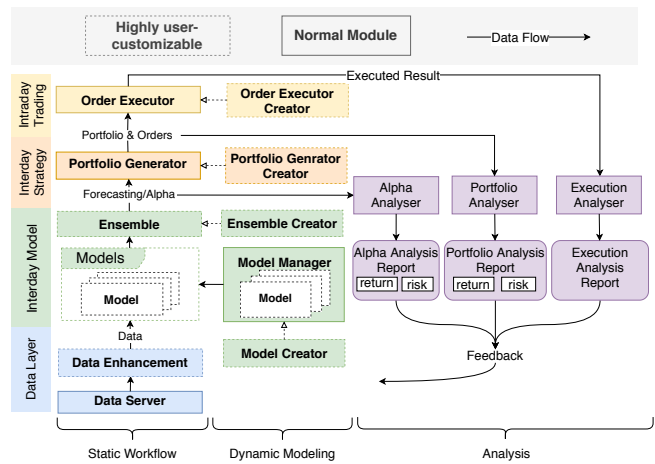 Highly user-
customizable
Normal Module
Data Flow
Intraday
Trading
Interday
Strategy
Interday Model
Data Layer
Executed Result
Order Executor
Order Executor
Creator
Portfolio & Orders
Portfolio Generator
Portfolio Genrator
Creator
Forecasting/Alpha
Ensemble
Ensemble Creator
Models
Model
Model Manager
Model
Data
Model Creator
Data Enhancement
Data Server
Alpha
Analyser
Portfolio
Analyser
Execution
Analyser
Alpha Analysis
Report
return
risk
Portfolio Analysis
Report
return
risk
Execution
Analysis
Report
Feedback
Static Workflow
Dynamic Modeling
Analysis